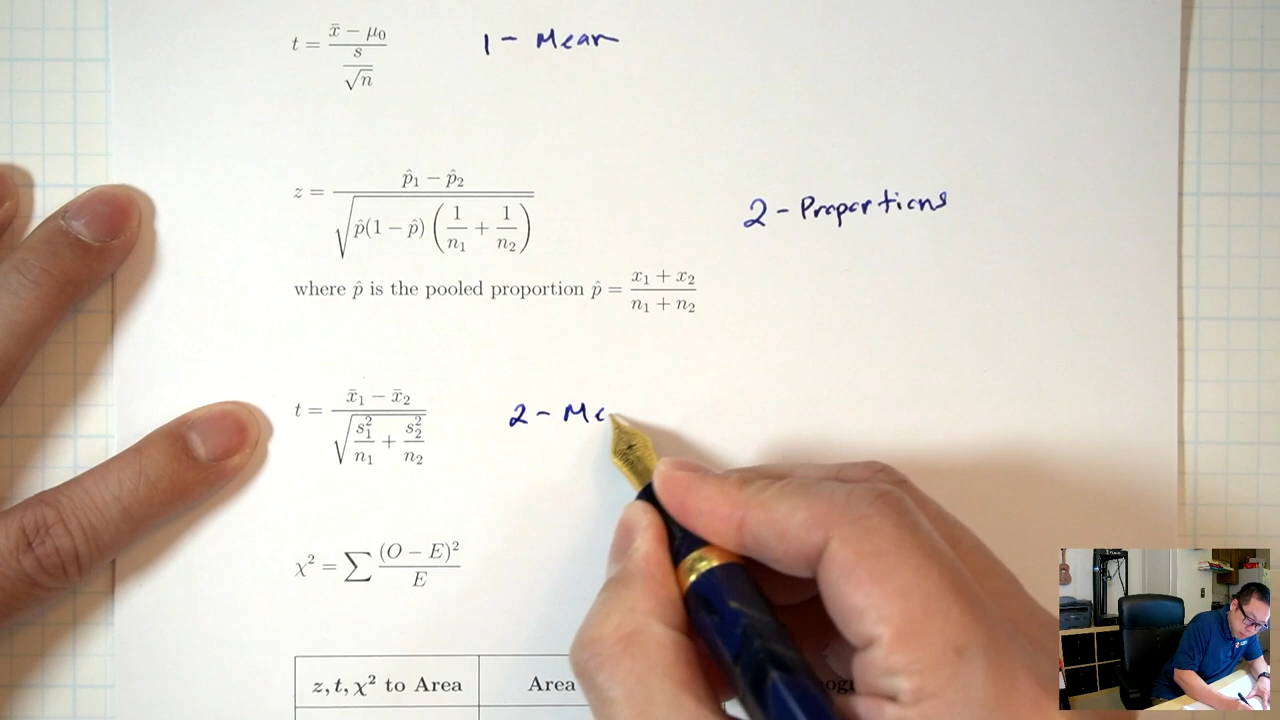 t = (x̄ − μ₀) / (s / √n) 1 - Mean
z = (p̂₁ − p̂₂) / √(p̂(1 − p̂)(1/n₁ + 1/n₂)) 2 - Proportions
where p̂ is the pooled proportion p̂ = (x₁ + x₂) / (n₁ + n₂)
t = (x̄₁ − x̄₂) / √(s₁²/n₁ + s₂²/n₂) 2 - Me
χ² = ∑ (O − E)² / E
z, t, χ² to Area Area